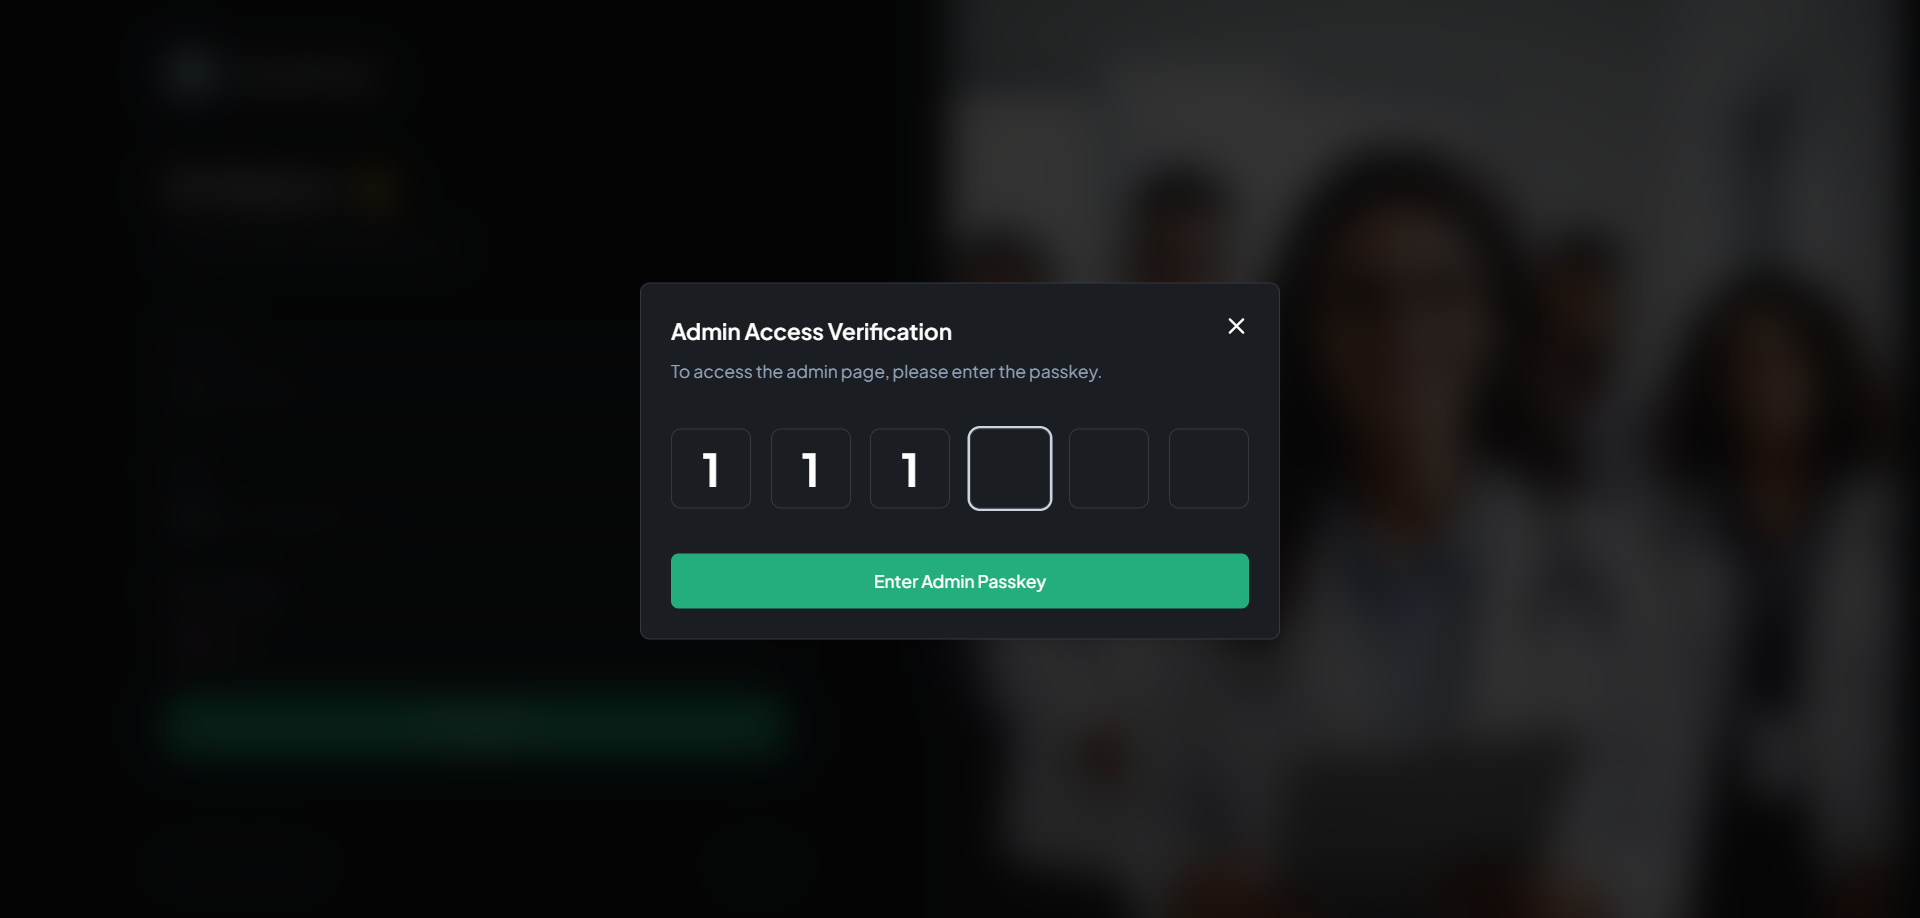 Admin Access Verification
To access the admin page, please enter the passkey.
1 1 1
Enter Admin Passkey